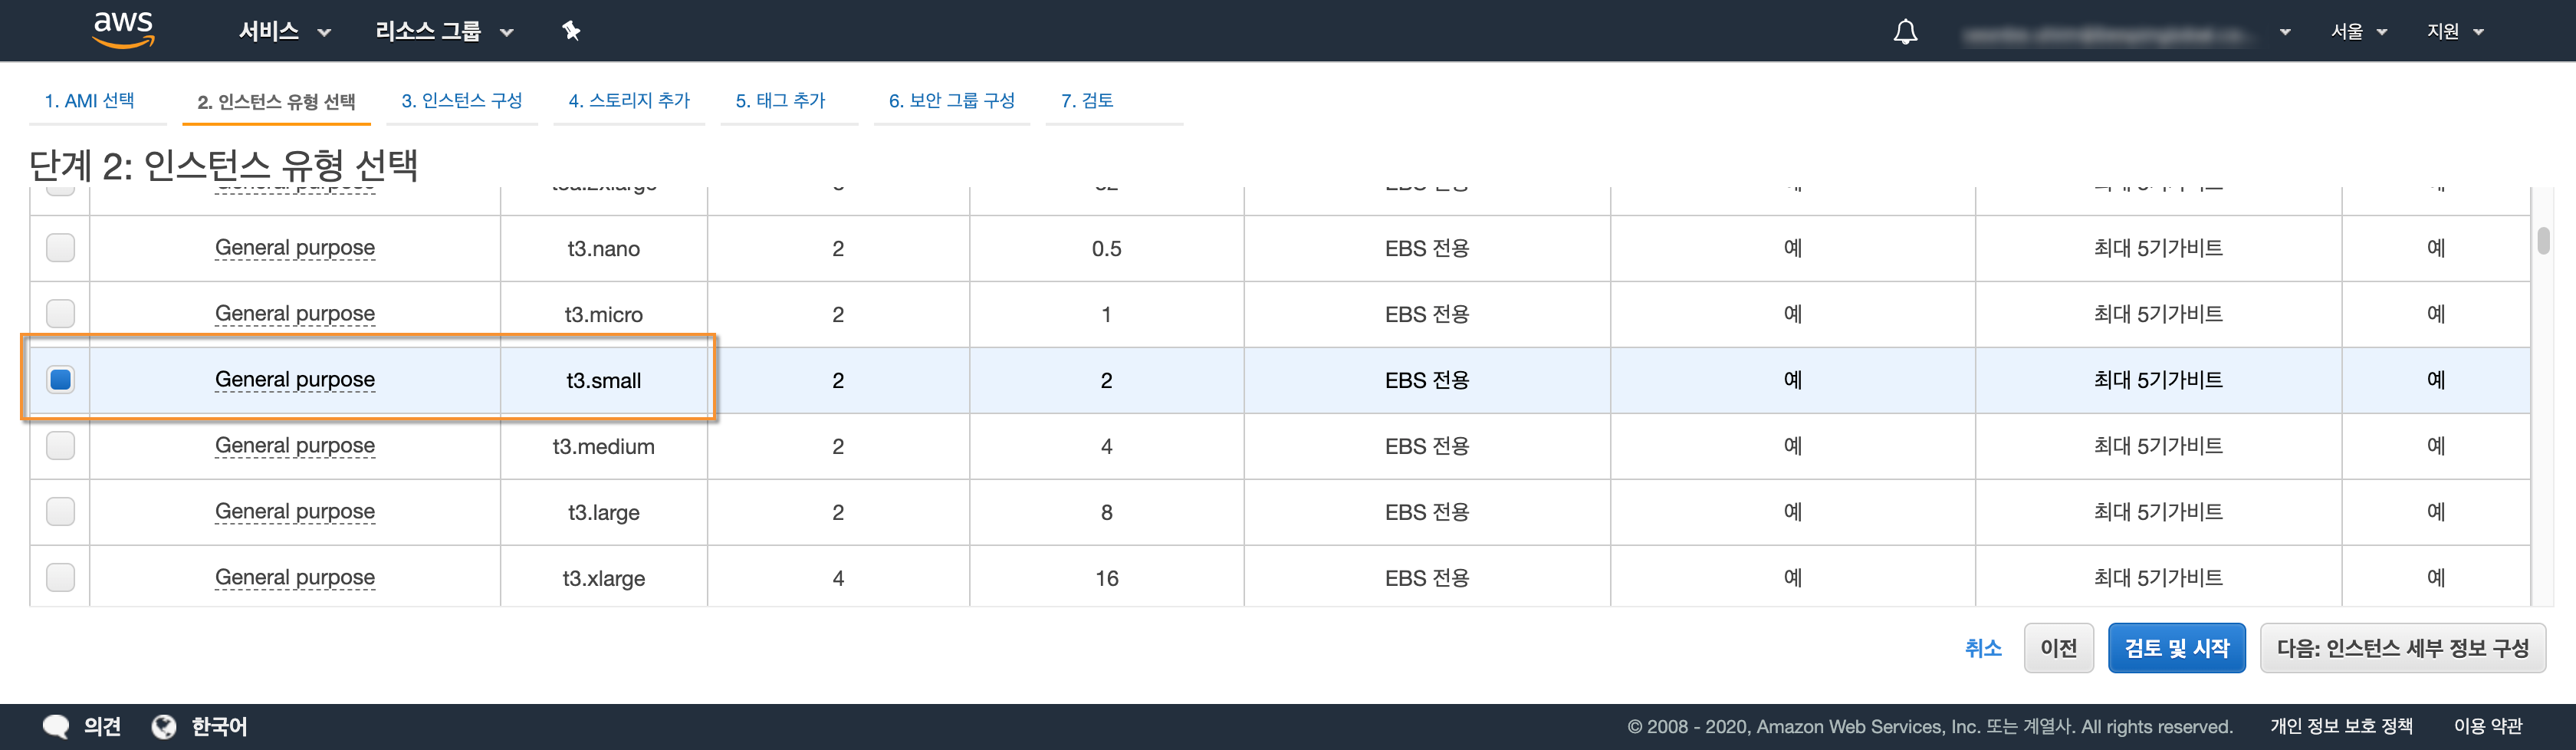 aws 서비스 리소스 그룹 서울 지원
1. AMI 선택 2. 인스턴스 유형 선택 3. 인스턴스 구성 4. 스토리지 추가 5. 태그 추가 6. 보안 그룹 구성 7. 검토
단계 2: 인스턴스 유형 선택
General purpose t3.nano 2 0.5 EBS 전용 예 최대 5기가비트 예
General purpose t3.micro 2 1 EBS 전용 예 최대 5기가비트 예
General purpose t3.small 2 2 EBS 전용 예 최대 5기가비트 예
General purpose t3.medium 2 4 EBS 전용 예 최대 5기가비트 예
General purpose t3.large 2 8 EBS 전용 예 최대 5기가비트 예
General purpose t3.xlarge 4 16 EBS 전용 예 최대 5기가비트 예
취소 이전 검토 및 시작 다음: 인스턴스 세부 정보 구성
의견 한국어 © 2008 - 2020, Amazon Web Services, Inc. 또는 계열사. All rights reserved. 개인 정보 보호 정책 이용 약관